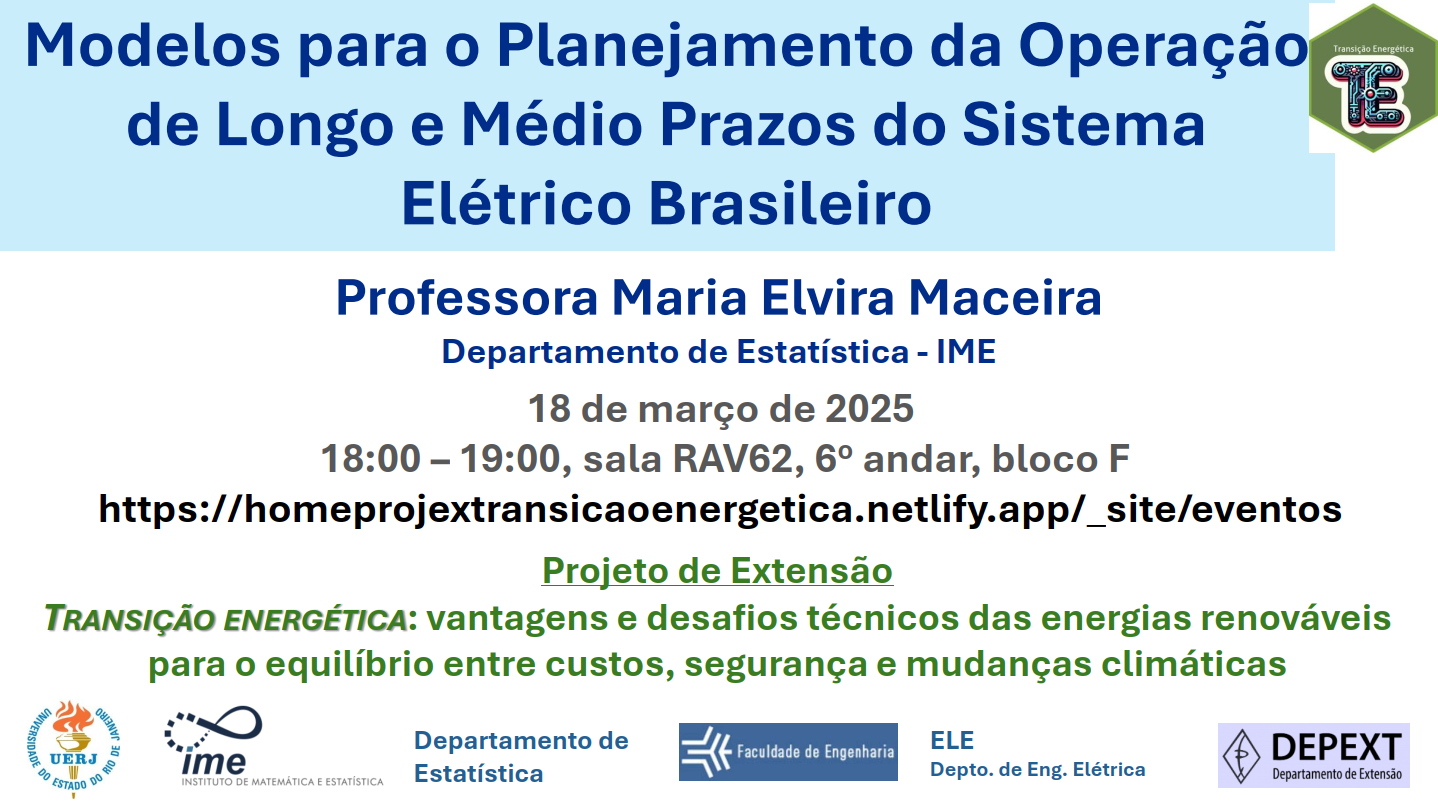 Modelos para o Planejamento da Operação
de Longo e Médio Prazos do Sistema
Elétrico Brasileiro
Transição Energética
TE
Professora Maria Elvira Maceira
Departamento de Estatística - IME
18 de março de 2025
18:00 – 19:00, sala RAV62, 6º andar, bloco F
https://homeprojextransicaoenergetica.netlify.app/_site/eventos
Projeto de Extensão
TRANSIÇÃO ENERGÉTICA: vantagens e desafios técnicos das energias renováveis
para o equilíbrio entre custos, segurança e mudanças climáticas
UNIVERSIDADE DO ESTADO DO RIO DE JANEIRO
UERJ
ime
INSTITUTO DE MATEMÁTICA E ESTATÍSTICA
Departamento de
Estatística
Faculdade de Engenharia
ELE
Depto. de Eng. Elétrica
DEPEXT
Departamento de Extensão